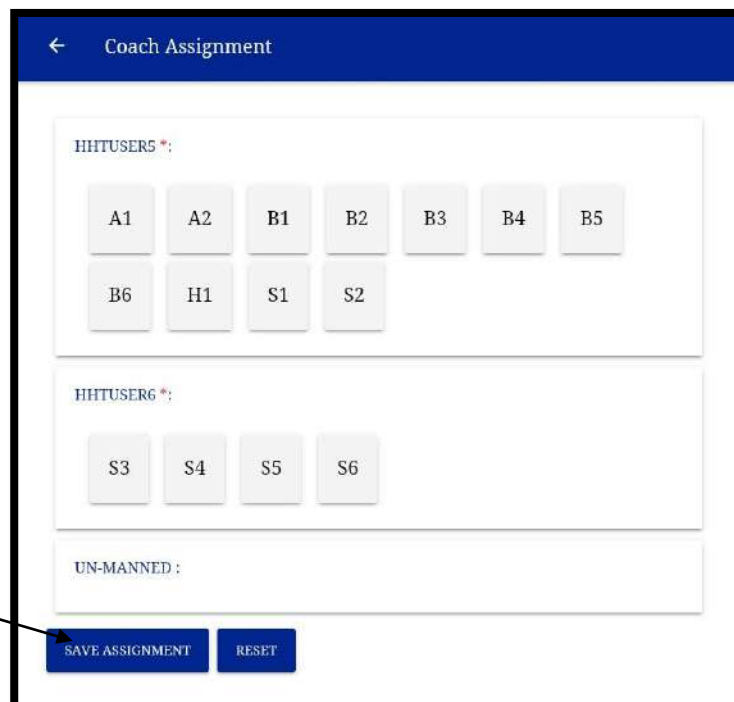 ← Coach Assignment
HHTUSER5 *:
A1 A2 B1 B2 B3 B4 B5
B6 H1 S1 S2
HHTUSER6 *:
S3 S4 S5 S6
UN-MANNED :
SAVE ASSIGNMENT RESET